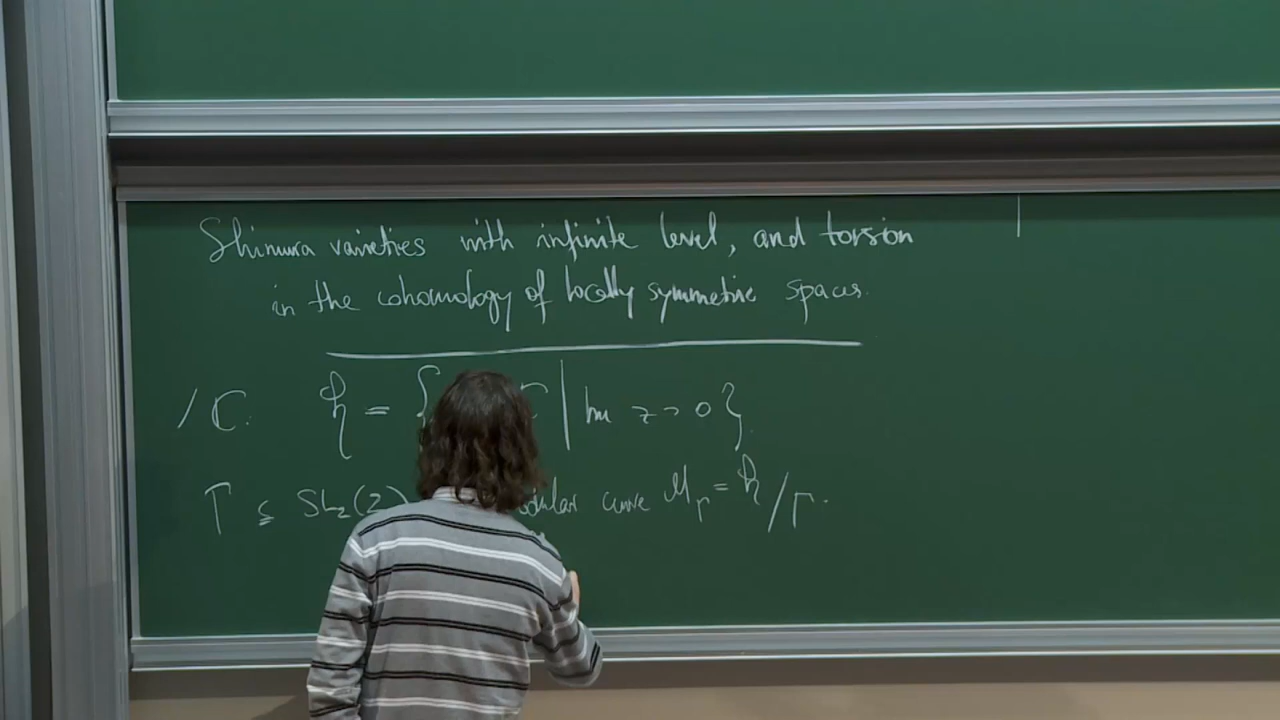 Shimura varieties with infinite level, and torsion
in the cohomology of locally symmetric spaces.
/ℂ. 𝔥 = { | Im z > 0 }.
Γ ≤ SL₂(ℤ) curve M_Γ = 𝔥/Γ.